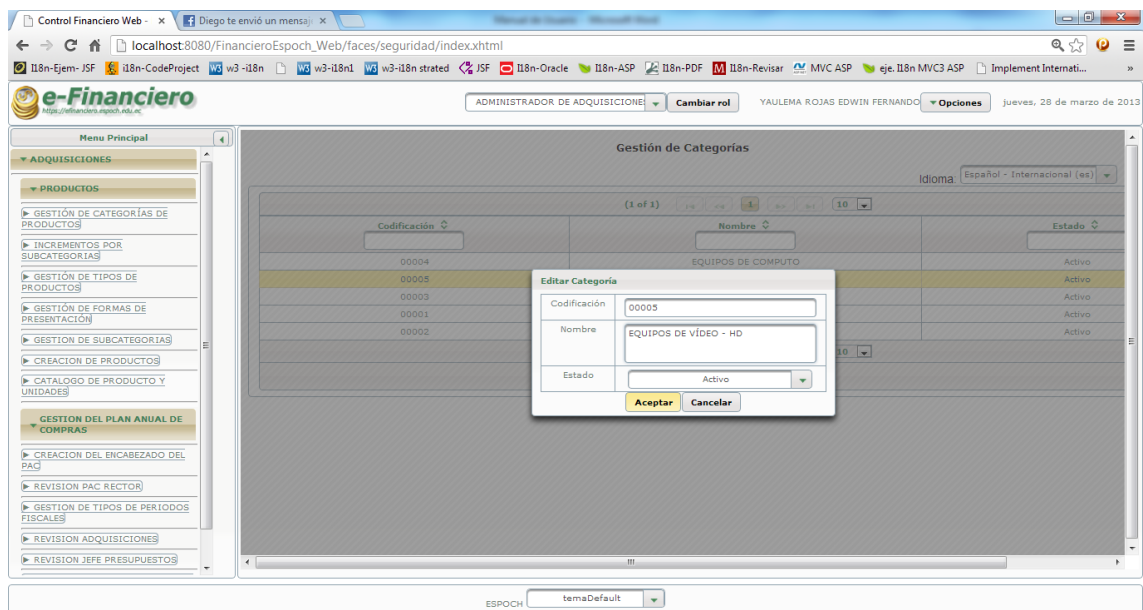 Control Financiero Web -
Diego te envió un mensaje
localhost:8080/FinancieroEspoch_Web/faces/seguridad/index.xhtml
I18n-Ejem- JSF
i18n-CodeProject
w3 -i18n
w3-i18n1
w3-i18n strated
JSF
I18n-Oracle
I18n-ASP
I18n-PDF
I18n-Revisar
MVC ASP
eje. I18n MVC3 ASP
Implement Internati...
»
e-Financiero
https://efinanciero.espoch.edu.ec
ADMINISTRADOR DE ADQUISICIONE
Cambiar rol
YAULEMA ROJAS EDWIN FERNANDO
Opciones
jueves, 28 de marzo de 2013
Menu Principal
ADQUISICIONES
PRODUCTOS
GESTIÓN DE CATEGORÍAS DE
PRODUCTOS
INCREMENTOS POR
SUBCATEGORIAS
GESTIÓN DE TIPOS DE
PRODUCTOS
GESTIÓN DE FORMAS DE
PRESENTACIÓN
GESTION DE SUBCATEGORIAS
CREACION DE PRODUCTOS
CATALOGO DE PRODUCTO Y
UNIDADES
GESTION DEL PLAN ANUAL DE
COMPRAS
CREACION DEL ENCABEZADO DEL
PAC
REVISION PAC RECTOR
GESTION DE TIPOS DE PERIODOS
FISCALES
REVISION ADQUISICIONES
REVISION JEFE PRESUPUESTOS
Gestión de Categorías
Idioma: Español - Internacional (es)
(1 of 1) 1 10
Codificación Nombre Estado
00004 EQUIPOS DE COMPUTO Activo
00005 Activo
00003 Activo
00001 Activo
00002 Activo
10
Editar Categoría
Codificación 00005
Nombre EQUIPOS DE VÍDEO - HD
Estado Activo
Aceptar Cancelar
ESPOCH temaDefault